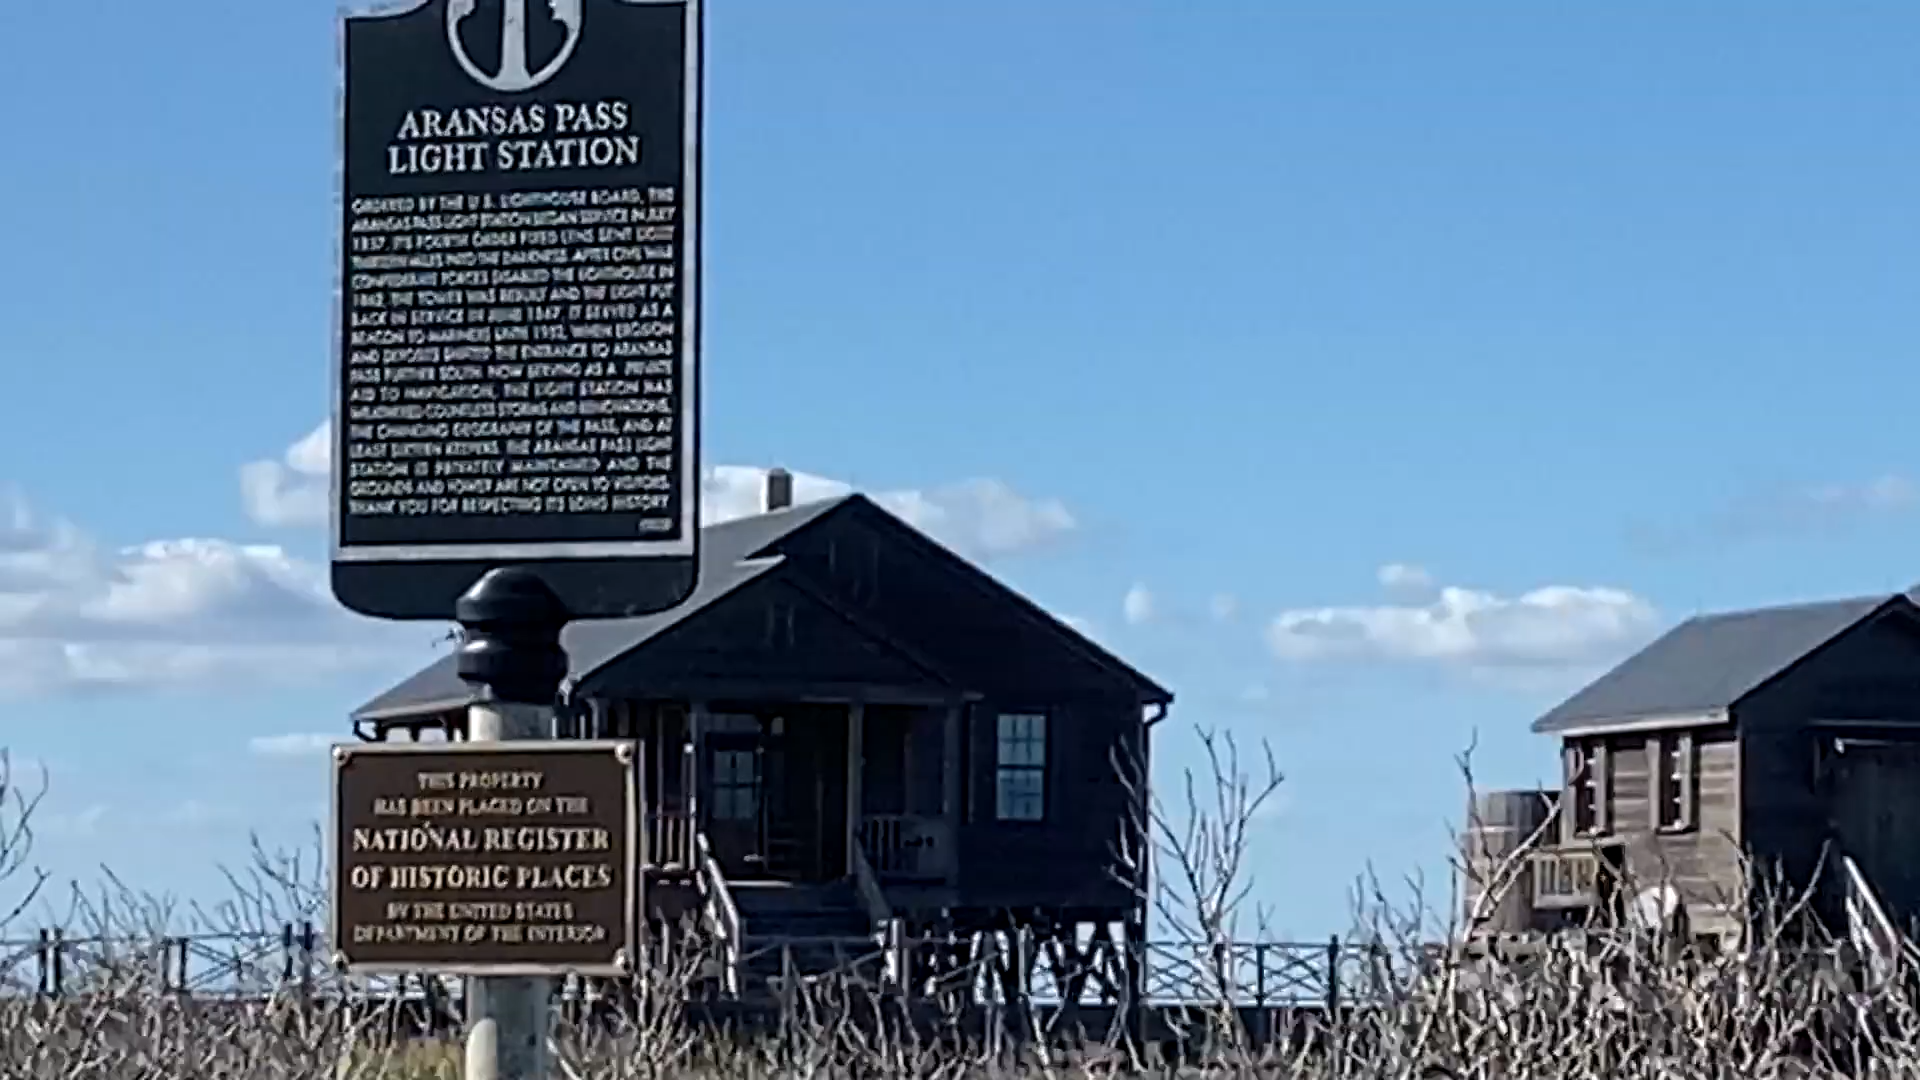 ARANSAS PASS
LIGHT STATION
ORDERED BY THE U.S. LIGHTHOUSE BOARD, THE
ARANSAS PASS LIGHT STATION BEGAN SERVICE IN JULY
1857. ITS FOURTH ORDER FIXED LENS SENT LIGHT
THIRTEEN MILES INTO THE DARKNESS. AFTER CIVIL WAR
CONFEDERATE FORCES DISABLED THE LIGHTHOUSE IN
1862, THE TOWER WAS REBUILT AND THE LIGHT PUT
BACK IN SERVICE IN JUNE 1867. IT SERVED AS A
BEACON TO MARINERS UNTIL 1952, WHEN EROSION
AND DEPOSITS SHIFTED THE ENTRANCE TO ARANSAS
PASS FURTHER SOUTH. NOW SERVING AS A PRIVATE
AID TO NAVIGATION, THE LIGHT STATION HAS
WEATHERED COUNTLESS STORMS AND RENOVATIONS,
THE CHANGING GEOGRAPHY OF THE PASS, AND AT
LEAST SIXTEEN KEEPERS. THE ARANSAS PASS LIGHT
STATION IS PRIVATELY MAINTAINED AND THE
GROUNDS AND TOWER ARE NOT OPEN TO VISITORS.
THANK YOU FOR RESPECTING ITS LONG HISTORY
THIS PROPERTY
HAS BEEN PLACED ON THE
NATIONAL REGISTER
OF HISTORIC PLACES
BY THE UNITED STATES
DEPARTMENT OF THE INTERIOR